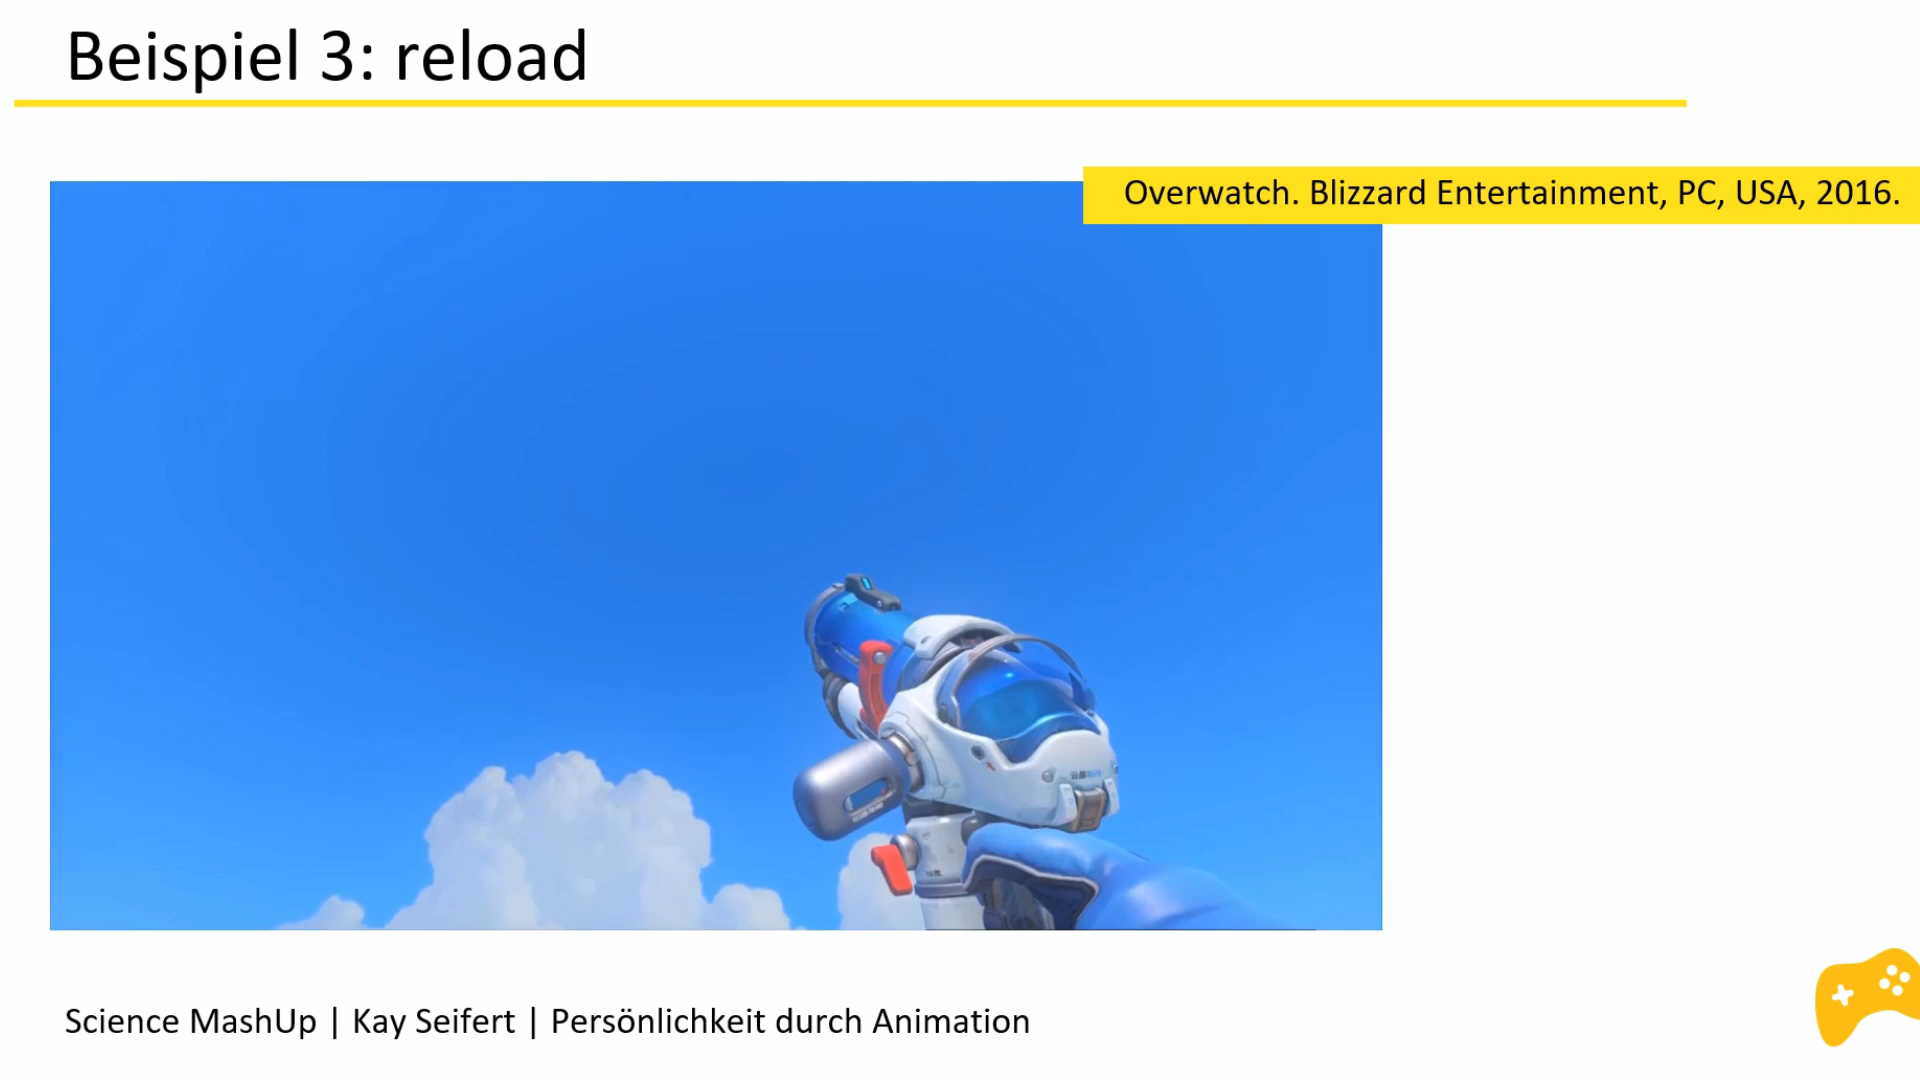 Beispiel 3: reload
Overwatch. Blizzard Entertainment, PC, USA, 2016.
Science MashUp | Kay Seifert | Persönlichkeit durch Animation